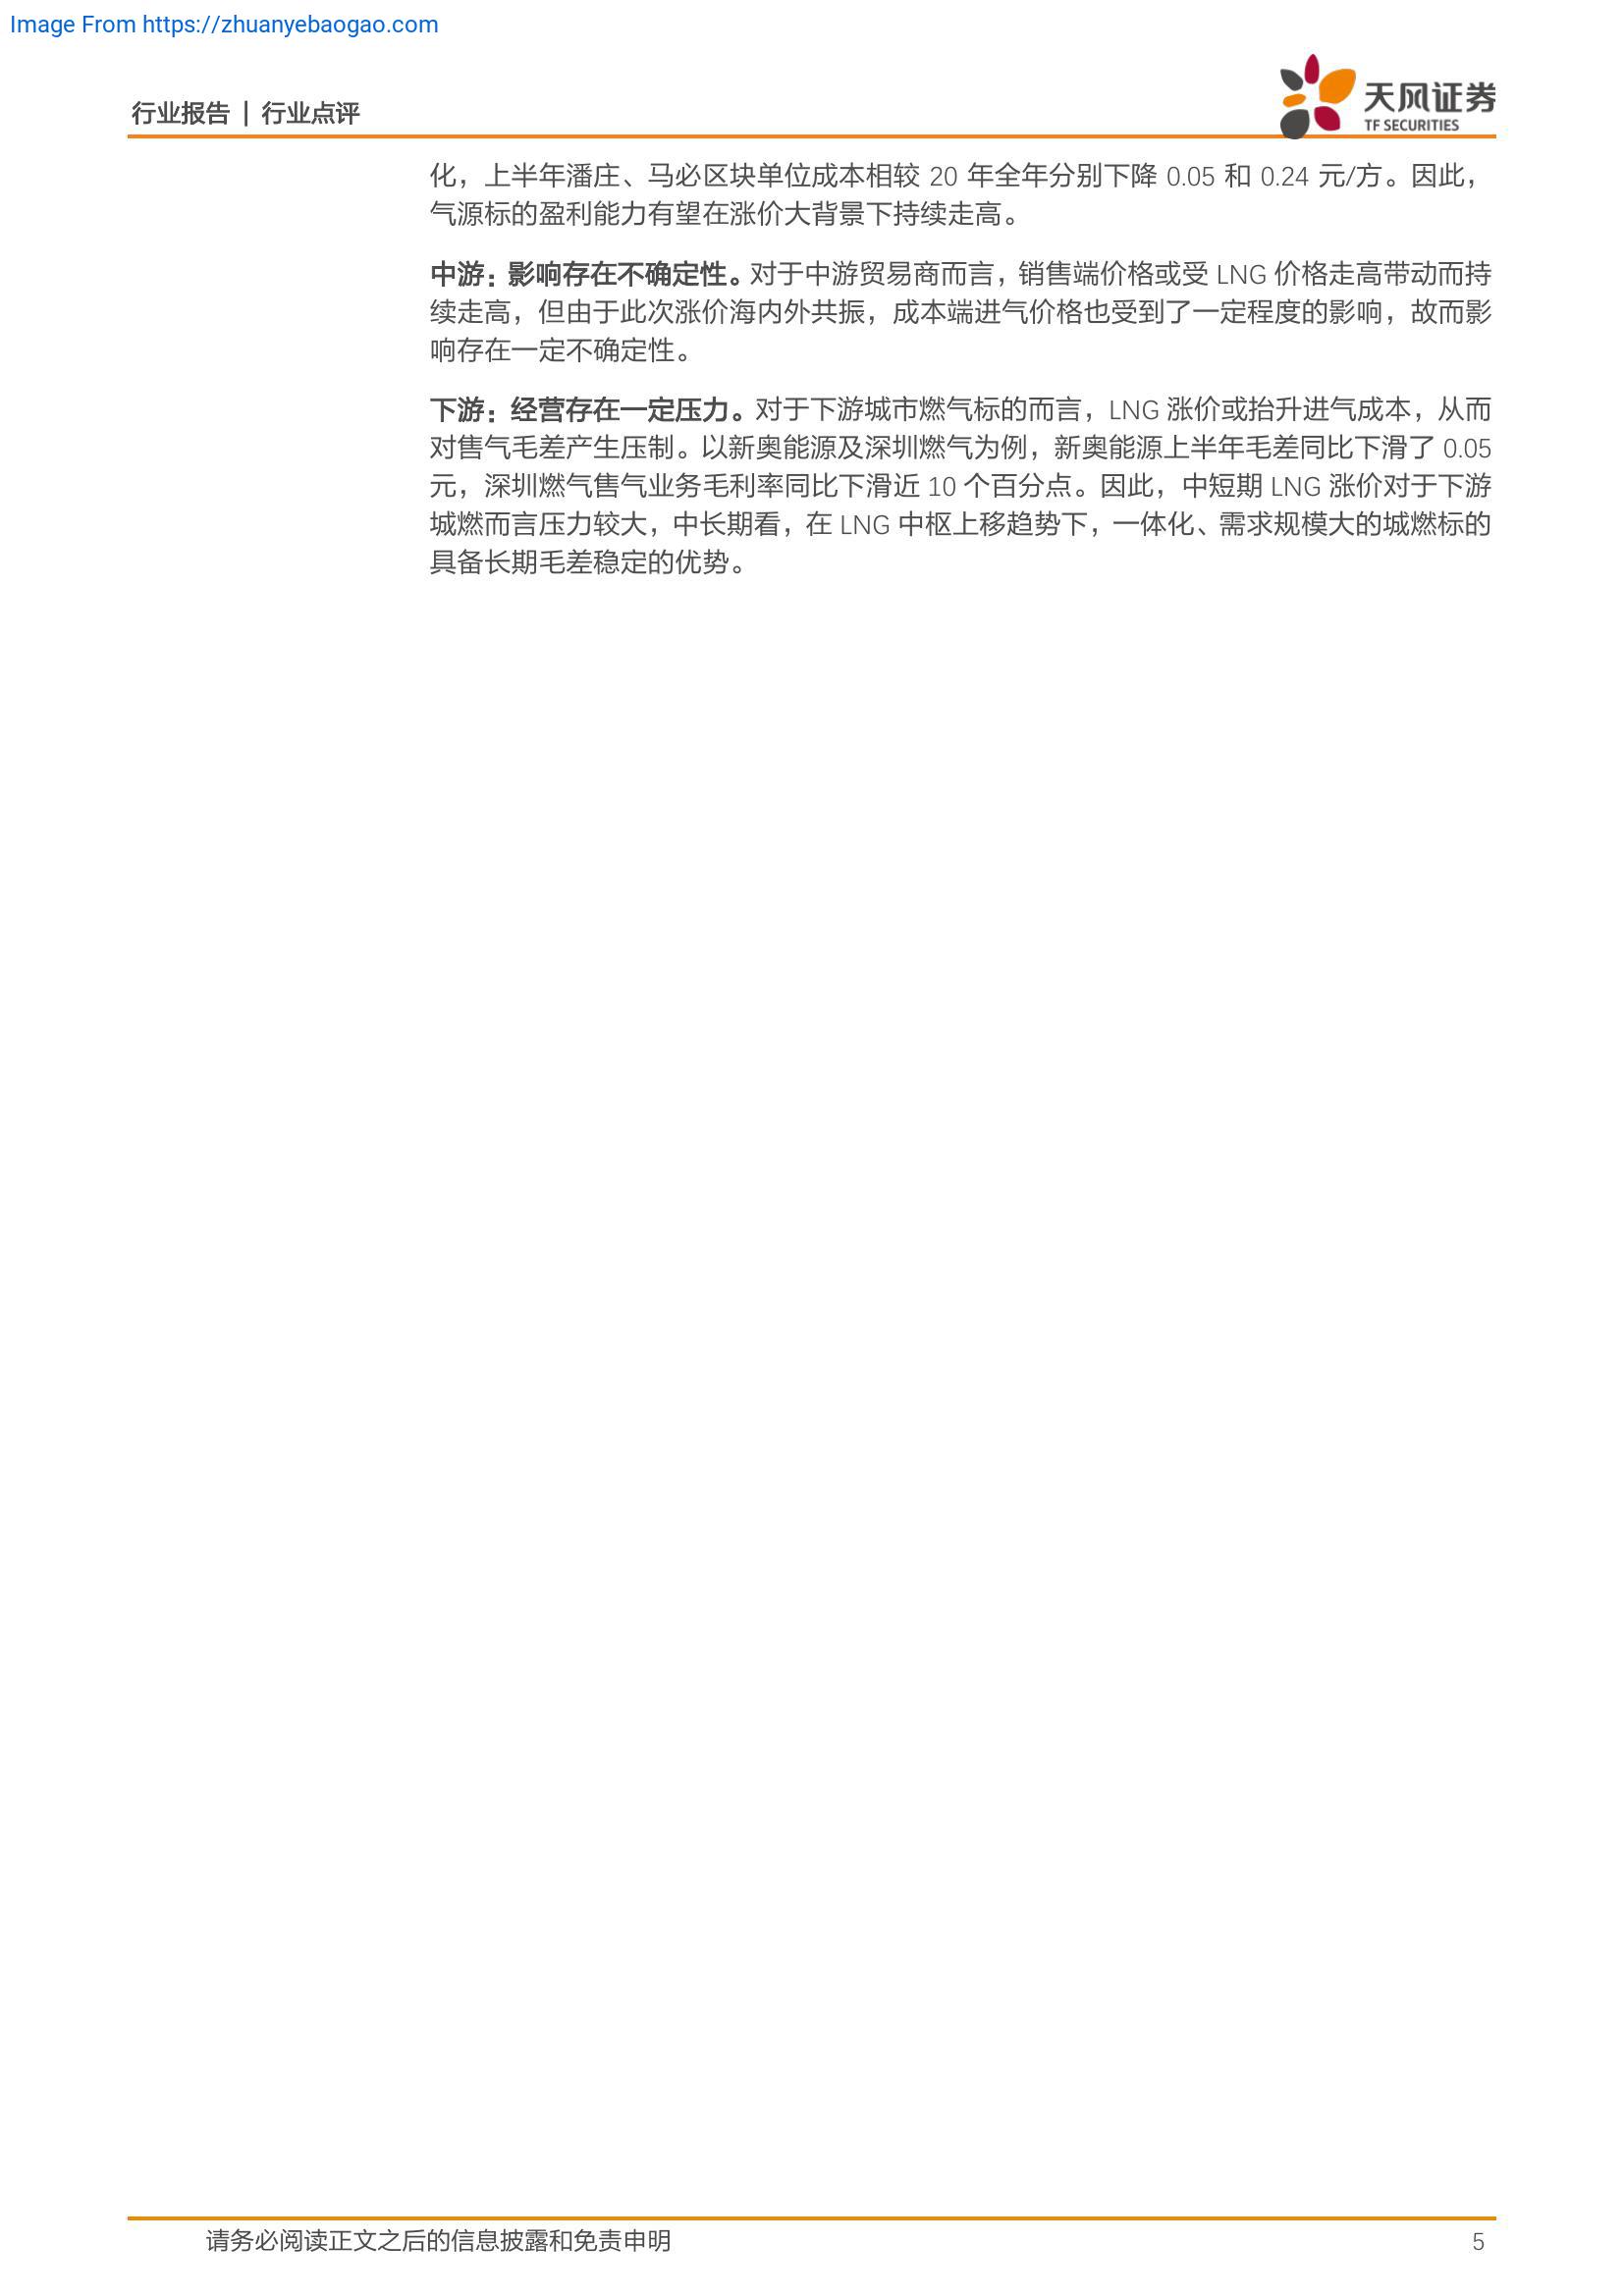 Image From https://zhuanyebaogao.com
行业报告 | 行业点评
天风证券
TF SECURITIES
化，上半年潘庄、马必区块单位成本相较 20 年全年分别下降 0.05 和 0.24 元/方。因此，
气源标的盈利能力有望在涨价大背景下持续走高。
中游：影响存在不确定性。对于中游贸易商而言，销售端价格或受 LNG 价格走高带动而持
续走高，但由于此次涨价海内外共振，成本端进气价格也受到了一定程度的影响，故而影
响存在一定不确定性。
下游：经营存在一定压力。对于下游城市燃气标的而言，LNG 涨价或抬升进气成本，从而
对售气毛差产生压制。以新奥能源及深圳燃气为例，新奥能源上半年毛差同比下滑了 0.05
元，深圳燃气售气业务毛利率同比下滑近 10 个百分点。因此，中短期 LNG 涨价对于下游
城燃而言压力较大，中长期看，在 LNG 中枢上移趋势下，一体化、需求规模大的城燃标的
具备长期毛差稳定的优势。
请务必阅读正文之后的信息披露和免责申明
5